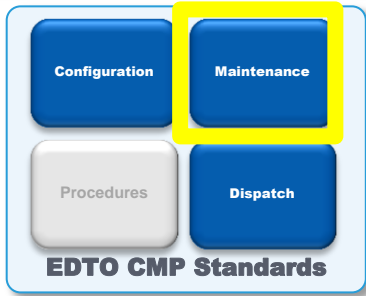 Configuration Maintenance
Procedures Dispatch
EDTO CMP Standards